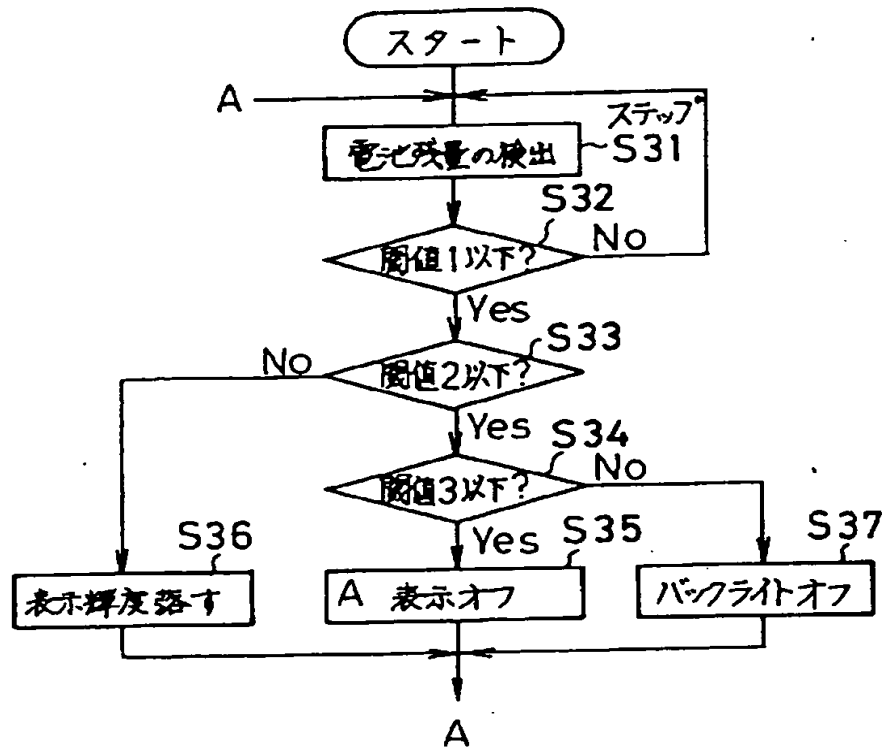 スタート
A
ステップ
電池残量の検出
S31
S32
閾値1以下?
No
Yes
S33
No
閾値2以下?
Yes
S34
閾値3以下?
No
Yes
S36
S35
S37
表示輝度落す
A 表示オフ
バックライトオフ
A